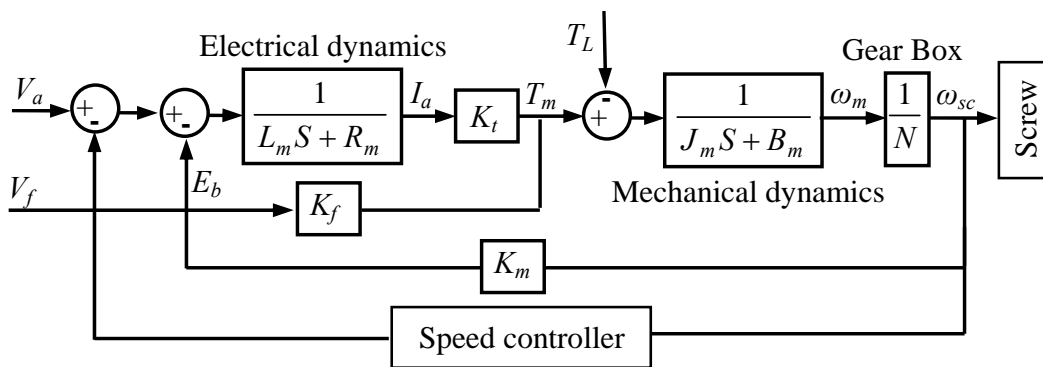 Electrical dynamics
T_L
Gear Box
V_a
+
-
+
-
1
L_m S + R_m
I_a
K_t
T_m
-
+
1
J_m S + B_m
ω_m
1
N
ω_sc
Screw
V_f
E_b
K_f
Mechanical dynamics
K_m
Speed controller